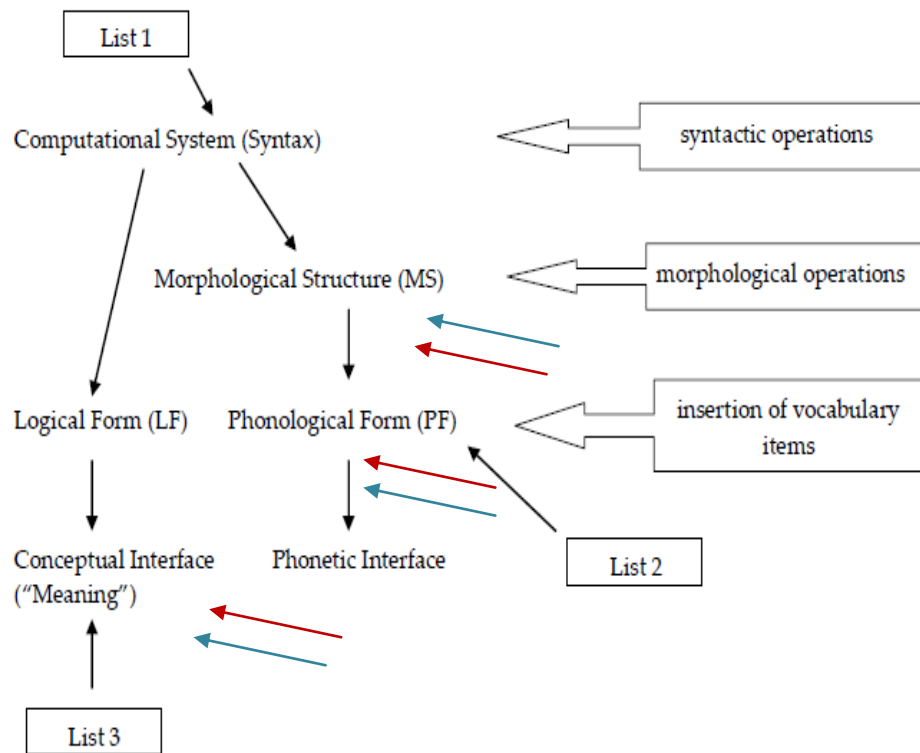 List 1
Computational System (Syntax)
syntactic operations
Morphological Structure (MS)
morphological operations
Logical Form (LF)
Phonological Form (PF)
insertion of vocabulary
items
Conceptual Interface
(“Meaning”)
Phonetic Interface
List 2
List 3